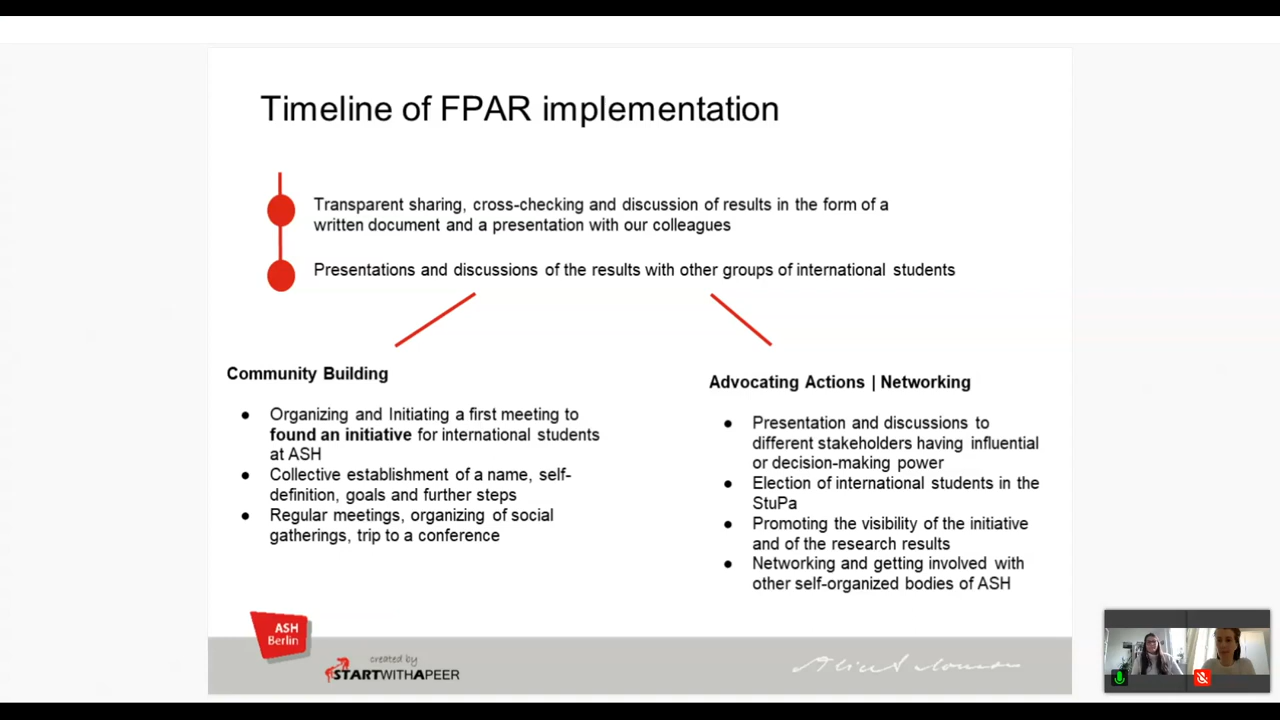 Timeline of FPAR implementation
Transparent sharing, cross-checking and discussion of results in the form of a
written document and a presentation with our colleagues
Presentations and discussions of the results with other groups of international students
Community Building
● Organizing and Initiating a first meeting to
found an initiative for international students
at ASH
● Collective establishment of a name, self-
definition, goals and further steps
● Regular meetings, organizing of social
gatherings, trip to a conference
Advocating Actions | Networking
● Presentation and discussions to
different stakeholders having influential
or decision-making power
● Election of international students in the
StuPa
● Promoting the visibility of the initiative
and of the research results
● Networking and getting involved with
other self-organized bodies of ASH
ASH
Berlin
created by
STARTWITHAPEER